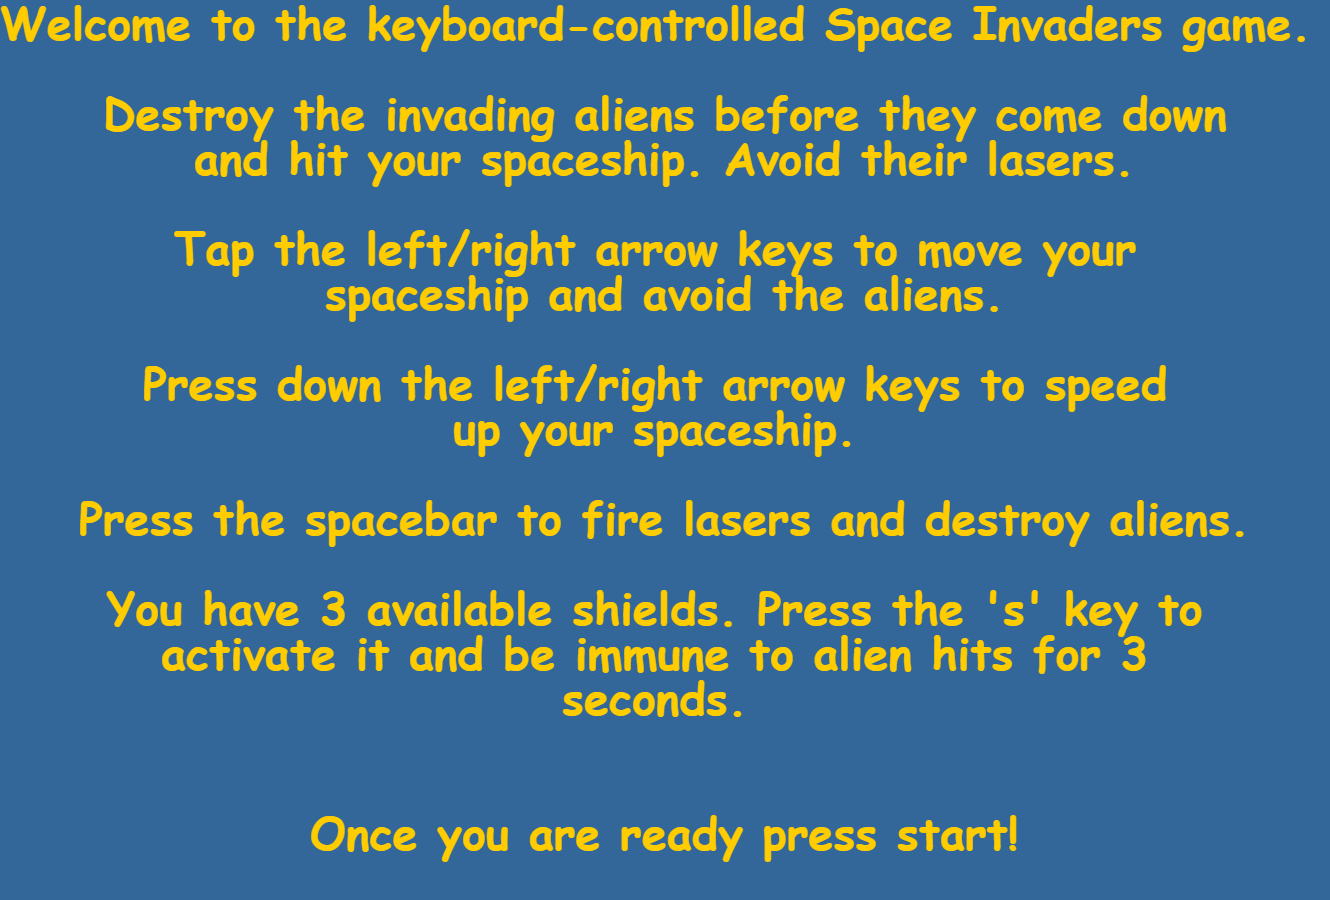 Welcome to the keyboard-controlled Space Invaders game.
Destroy the invading aliens before they come down
and hit your spaceship. Avoid their lasers.
Tap the left/right arrow keys to move your
spaceship and avoid the aliens.
Press down the left/right arrow keys to speed
up your spaceship.
Press the spacebar to fire lasers and destroy aliens.
You have 3 available shields. Press the 's' key to
activate it and be immune to alien hits for 3
seconds.
Once you are ready press start!